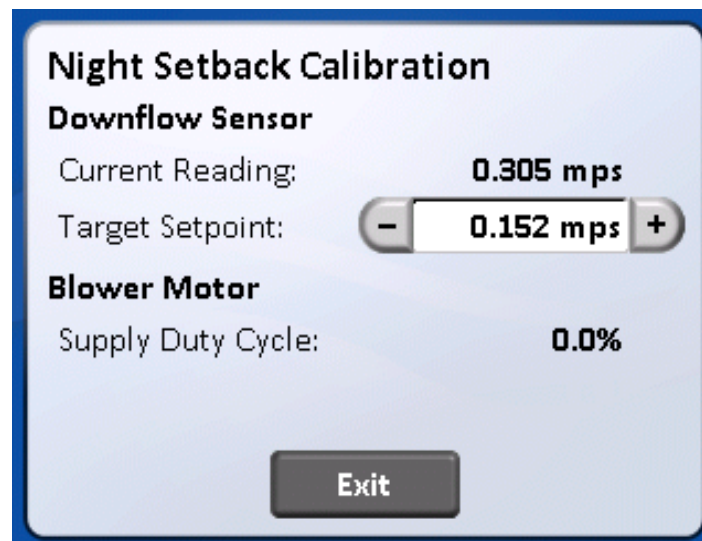 Night Setback Calibration
Downflow Sensor
Current Reading: 0.305 mps
Target Setpoint: - 0.152 mps +
Blower Motor
Supply Duty Cycle: 0.0%
Exit